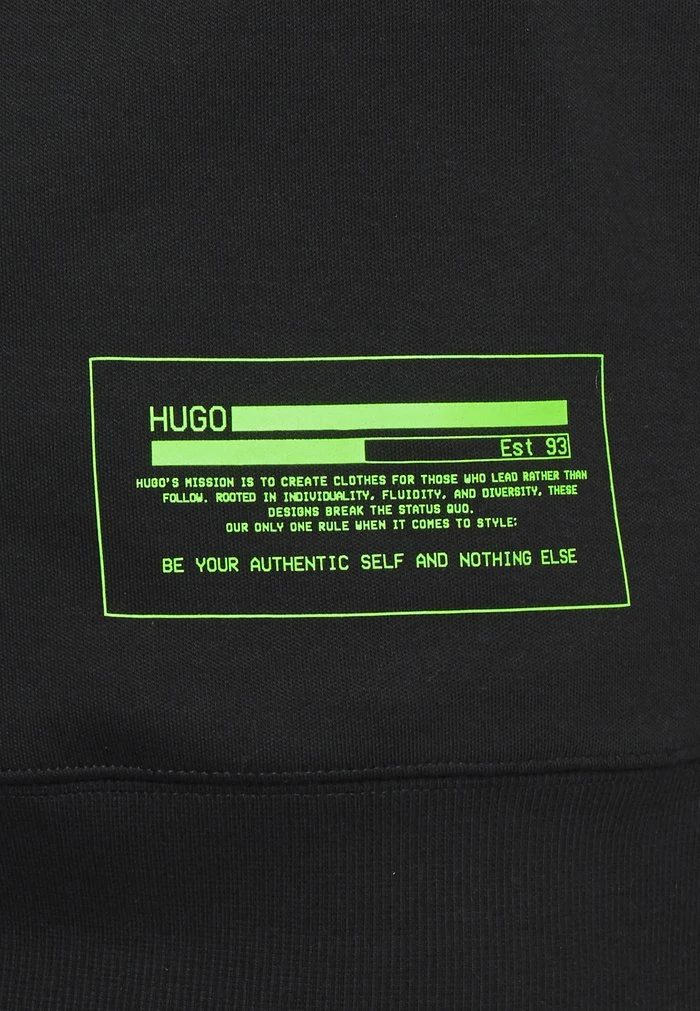 HUGO
Est 93
HUGO'S MISSION IS TO CREATE CLOTHES FOR THOSE WHO LEAD RATHER THAN
FOLLOW. ROOTED IN INDIVIDUALITY, FLUIDITY, AND DIVERSITY, THESE
DESIGNS BREAK THE STATUS QUO.
OUR ONLY ONE RULE WHEN IT COMES TO STYLE:
BE YOUR AUTHENTIC SELF AND NOTHING ELSE